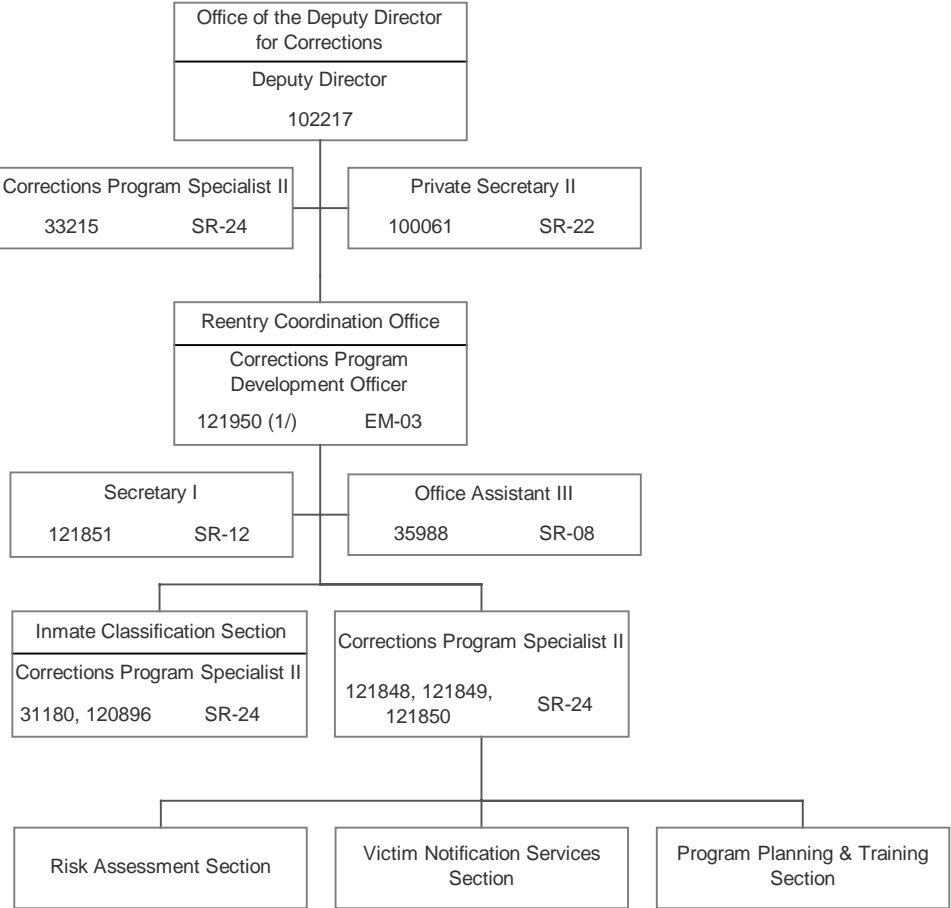 Office of the Deputy Director
for Corrections
Deputy Director
102217
Corrections Program Specialist II
33215 SR-24
Private Secretary II
100061 SR-22
Reentry Coordination Office
Corrections Program
Development Officer
121950 (1/) EM-03
Secretary I
121851 SR-12
Office Assistant III
35988 SR-08
Inmate Classification Section
Corrections Program Specialist II
31180, 120896 SR-24
Corrections Program Specialist II
121848, 121849,
121850
SR-24
Risk Assessment Section
Victim Notification Services
Section
Program Planning & Training
Section